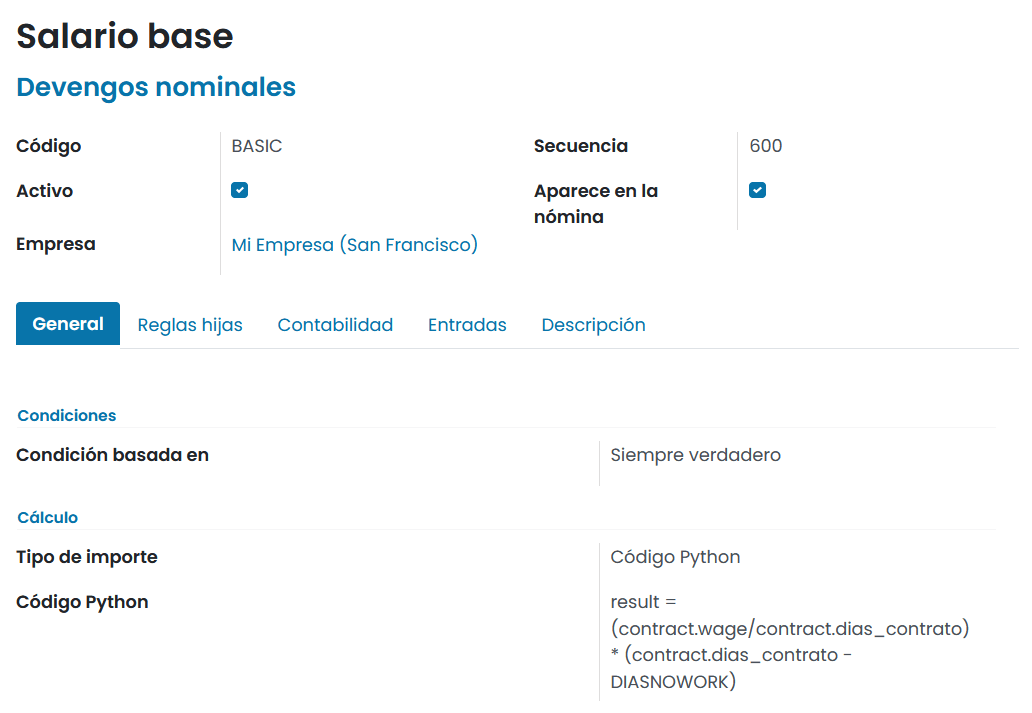 Salario base
Devengos nominales
Código BASIC Secuencia 600
Activo Aparece en la
nómina
Empresa Mi Empresa (San Francisco)
General Reglas hijas Contabilidad Entradas Descripción
Condiciones
Condición basada en Siempre verdadero
Cálculo
Tipo de importe Código Python
Código Python result =
(contract.wage/contract.dias_contrato)
* (contract.dias_contrato -
DIASNOWORK)